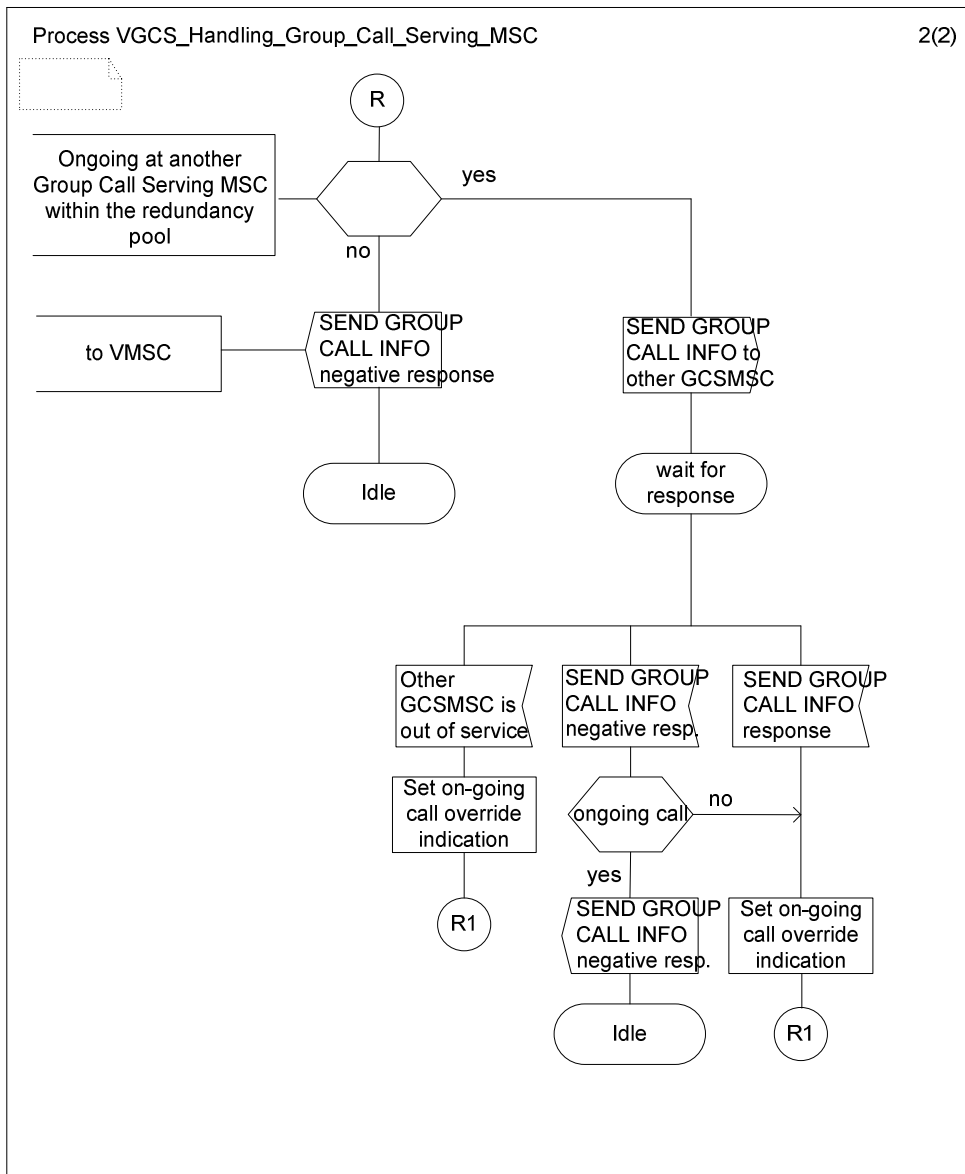 Process VGCS_Handling_Group_Call_Serving_MSC
2(2)
R
Ongoing at another
Group Call Serving MSC
within the redundancy
pool
yes
no
to VMSC
SEND GROUP
CALL INFO
negative response
SEND GROUP
CALL INFO to
other GCSMSC
Idle
wait for
response
Other
GCSMSC is
out of service
SEND GROUP
CALL INFO
negative resp.
SEND GROUP
CALL INFO
response
Set on-going
call override
indication
ongoing call
no
yes
R1
SEND GROUP
CALL INFO
negative resp.
Set on-going
call override
indication
Idle
R1